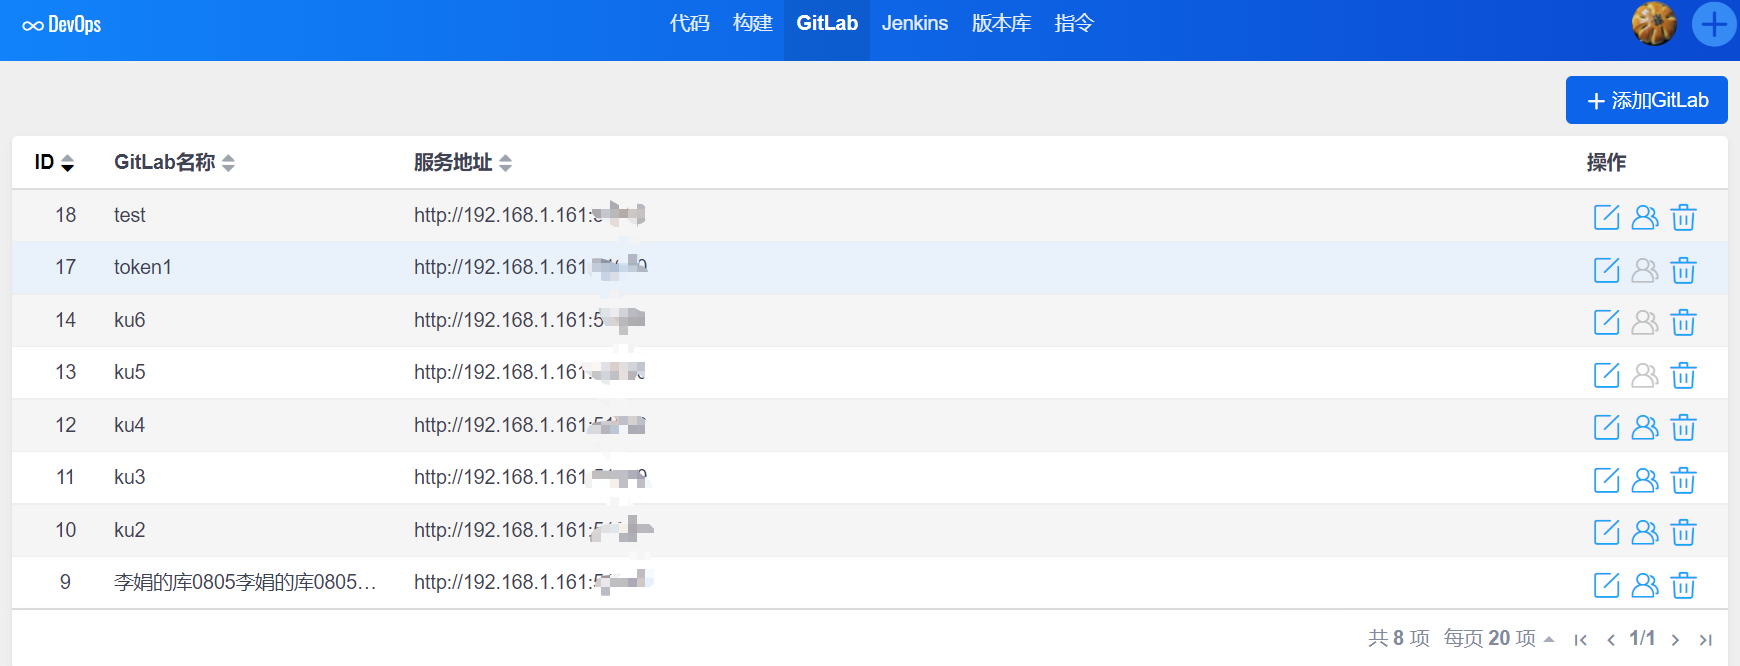 DevOps 代码 构建 GitLab Jenkins 版本库 指令
添加GitLab
ID GitLab名称 服务地址 操作
18 test http://192.168.1.161:
17 token1 http://192.168.1.161
14 ku6 http://192.168.1.161:5
13 ku5 http://192.168.1.161
12 ku4 http://192.168.1.161:
11 ku3 http://192.168.1.161
10 ku2 http://192.168.1.161:
9 李娟的库0805李娟的库0805... http://192.168.1.161:
共 8 项 每页 20 项 1/1